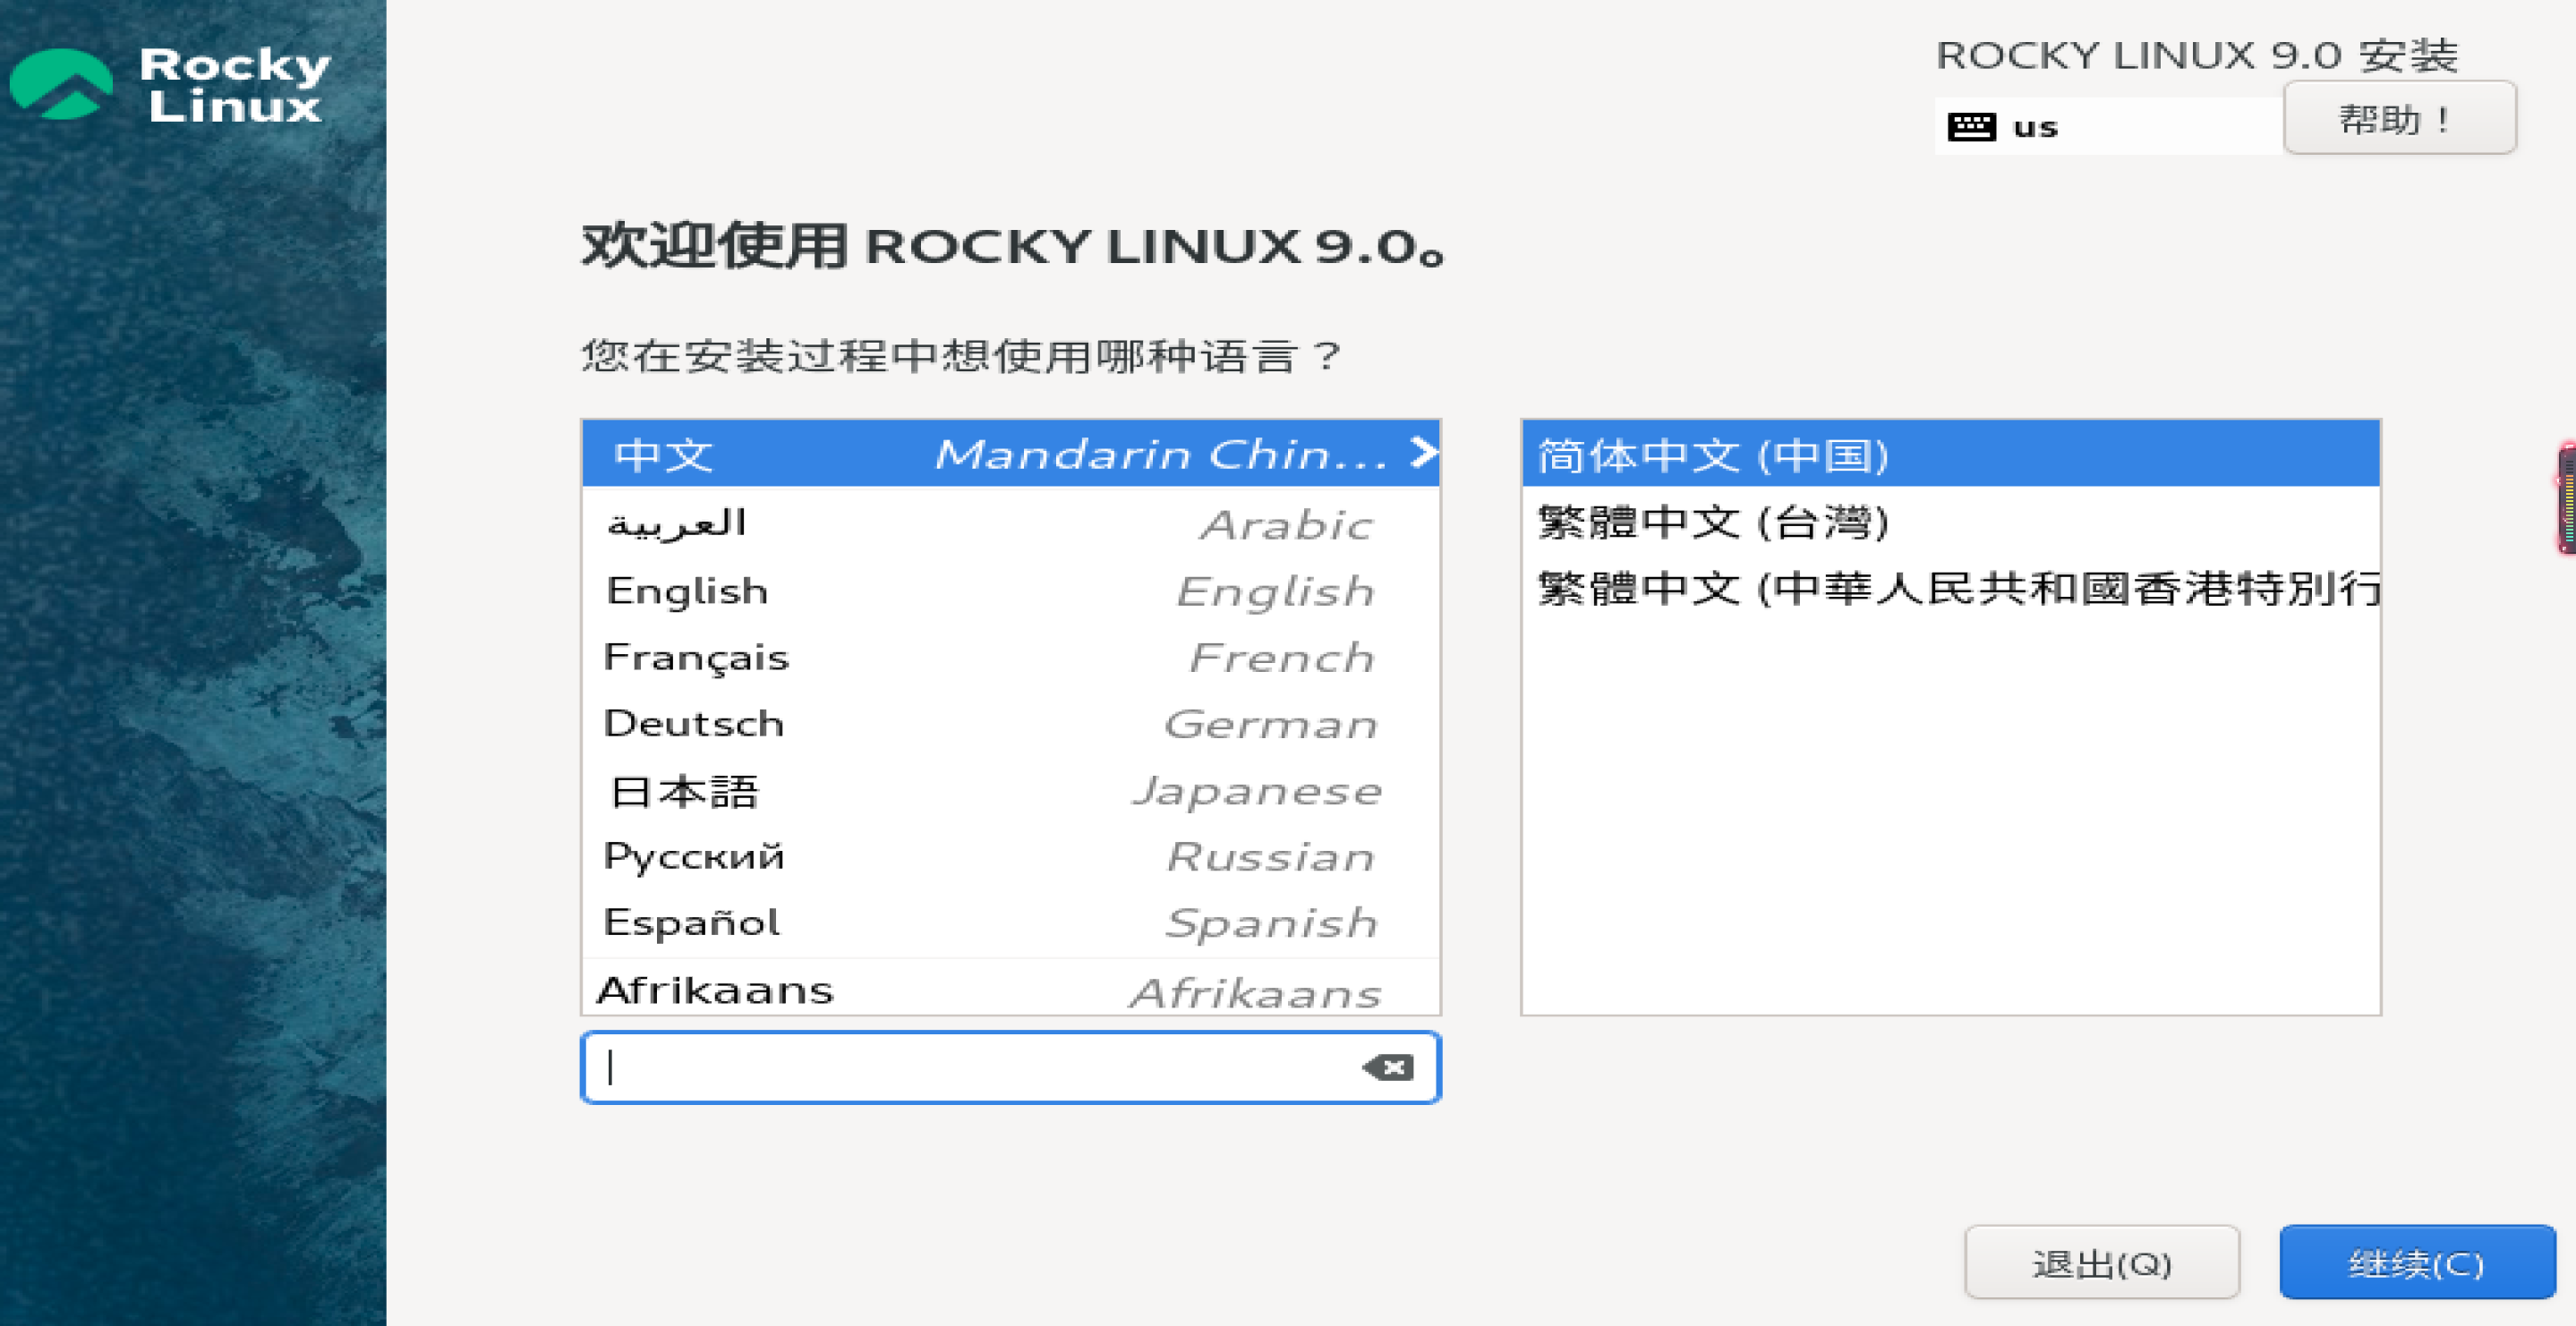 Rocky
Linux
ROCKY LINUX 9.0 安装
us
帮助！
欢迎使用 ROCKY LINUX 9.0。
您在安装过程中想使用哪种语言？
中文 Mandarin Chin...
العربية Arabic
English English
Français French
Deutsch German
日本語 Japanese
Русский Russian
Español Spanish
Afrikaans Afrikaans
简体中文 (中国)
繁體中文 (台灣)
繁體中文 (中華人民共和國香港特別行
退出(Q)
继续(C)